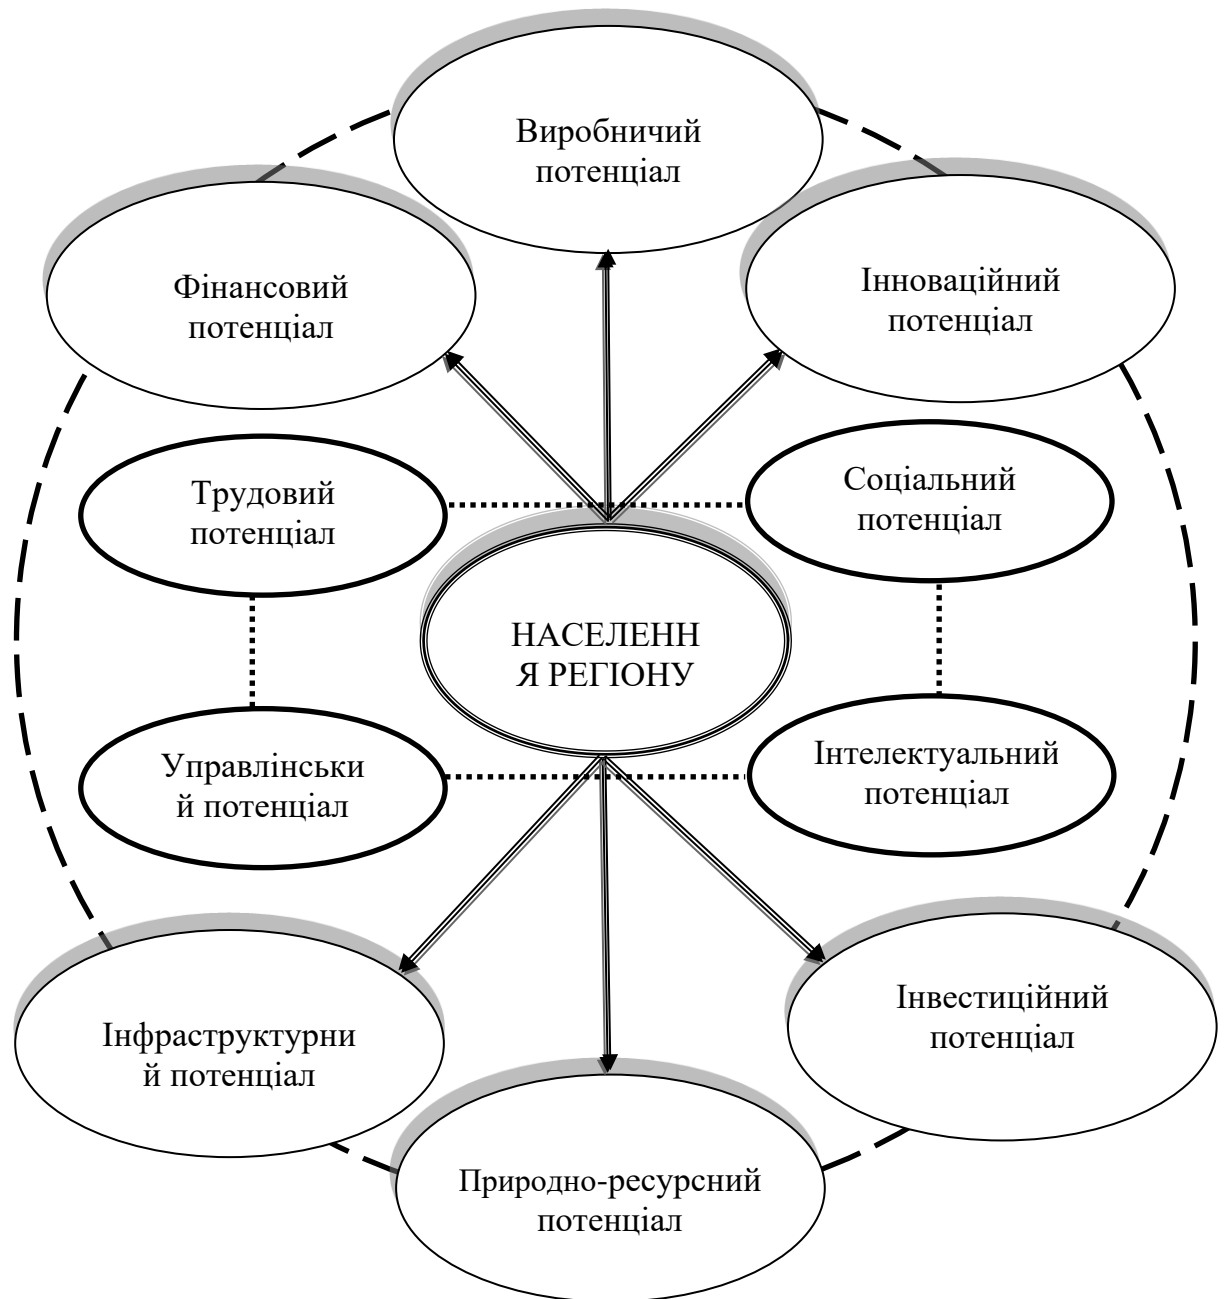 Виробничий
потенціал
Фінансовий
потенціал
Інноваційний
потенціал
Трудовий
потенціал
Соціальний
потенціал
НАСЕЛЕНН
Я РЕГІОНУ
Управлінськи
й потенціал
Інтелектуальний
потенціал
Інфраструктурни
й потенціал
Інвестиційний
потенціал
Природно-ресурсний
потенціал